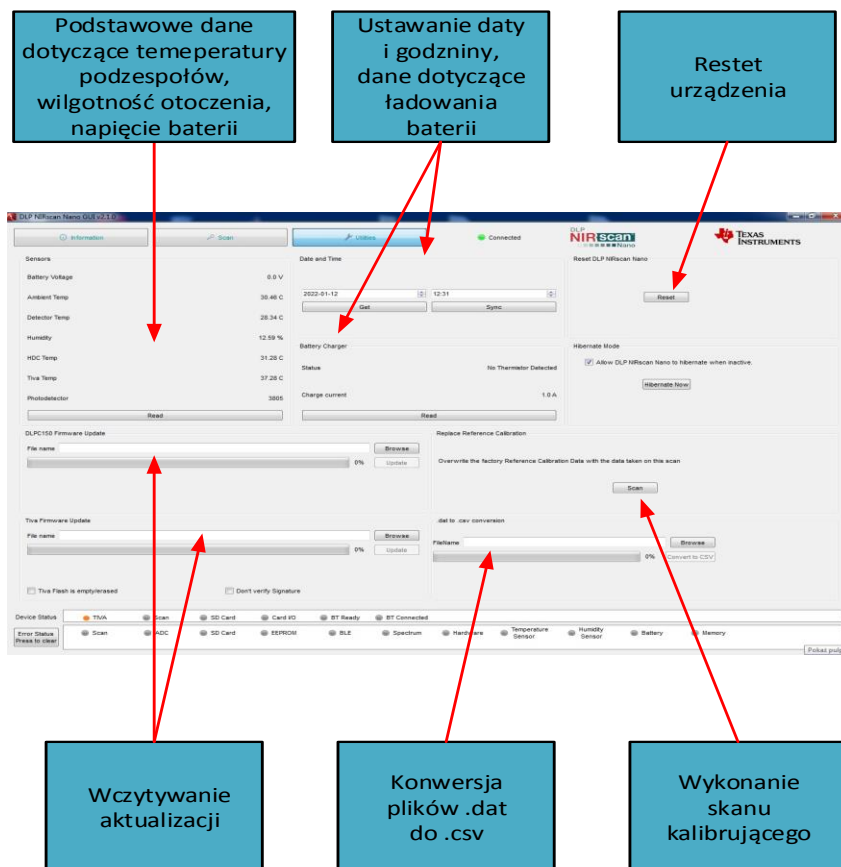 Podstawowe dane
dotyczące temeperatury
podzespołów,
wilgotność otoczenia,
napięcie baterii
Ustawanie daty
i godzniny,
dane dotyczące
ładowania
baterii
Restet
urządzenia
DLP NIRscan Nano GUI v2.1.0
Information
Scan
Utilities
Connected
DLP
NIRscan
Nano
TEXAS
INSTRUMENTS
Sensors
Battery Voltage 0.0 V
Ambient Temp 30.46 C
Detector Temp 28.34 C
Humidity 12.59 %
HDC Temp 31.28 C
Tiva Temp 37.28 C
Photodetector 3805
Read
Date and Time
2022-01-12
12:31
Get
Sync
Battery Charger
Status No Thermistor Detected
Charge current 1.0 A
Read
Reset DLP NIRscan Nano
Reset
Hibernate Mode
Allow DLP NIRscan Nano to hibernate when inactive.
Hibernate Now
DLPC150 Firmware Update
File name
Browse
0%
Update
Replace Reference Calibration
Overwrite the factory Reference Calibration Data with the data taken on this scan
Scan
Tiva Firmware Update
File name
Browse
0%
Update
Tiva Flash is empty/erased
Don't verify Signature
.dat to .csv conversion
FileName
Browse
0%
Convert to CSV
Device Status TIVA Scan SD Card Card I/O BT Ready BT Connected
Error Status
Press to clear
Scan ADC SD Card EEPROM BLE Spectrum Hardware Temperature Sensor Humidity Sensor Battery Memory
Pokaż pulp
Wczytywanie
aktualizacji
Konwersja
plików .dat
do .csv
Wykonanie
skanu
kalibrującego